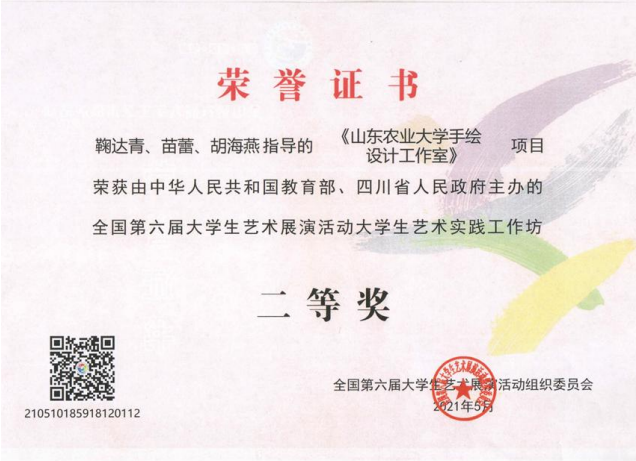 荣誉证书
鞠达青、苗蕾、胡海燕指导的《山东农业大学手绘设计工作室》项目
荣获由中华人民共和国教育部、四川省人民政府主办的
全国第六届大学生艺术展演活动大学生艺术实践工作坊
二等奖
210510185918120112
全国第六届大学生艺术展演活动组织委员会
2021年5月